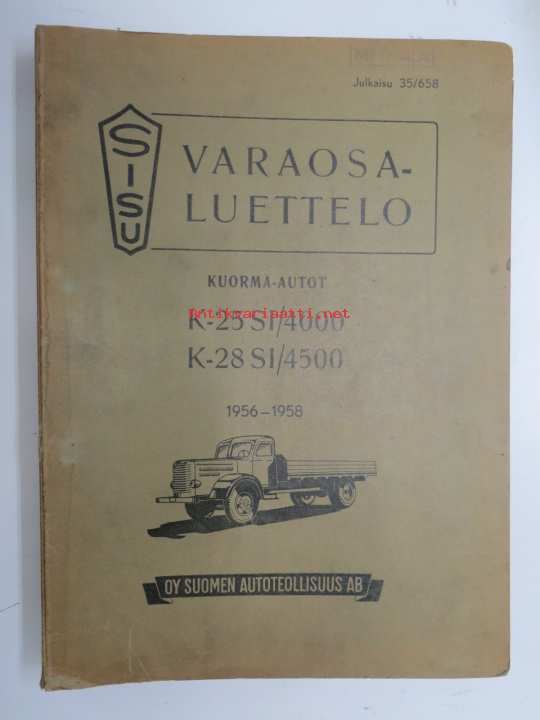 Julkaisu 35/658
SISU
VARAOSA-
LUETTELO
KUORMA-AUTOT
Antikvariaatti.net
K-25 SI/4000
K-28 SI/4500
1956-1958
OY SUOMEN AUTOTEOLLISUUS AB